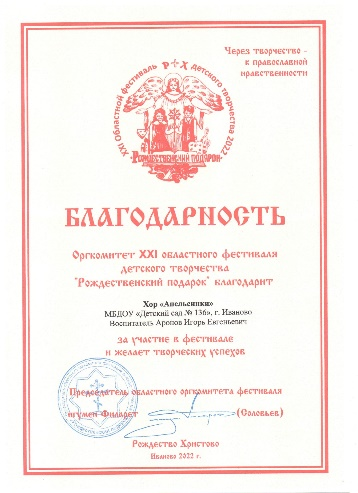 Через творчество -
к православной
нравственности
XXI Областной фестиваль Р Х детского творчества 2022
"РОЖДЕСТВЕНСКИЙ ПОДАРОК"
БЛАГОДАРНОСТЬ
Оргкомитет XXI областного фестиваля
детского творчества
"Рождественский подарок" благодарит
Хор «Апельсинки»
МБДОУ «Детский сад № 136», г. Иваново
Воспитатель Аропов Игорь Евгеньевич
за участие в фестивале
и желает творческих успехов
Председатель областного оргкомитета фестиваля
игумен Филарет (Соловьев)
Рождество Христово
Иваново 2022 г.